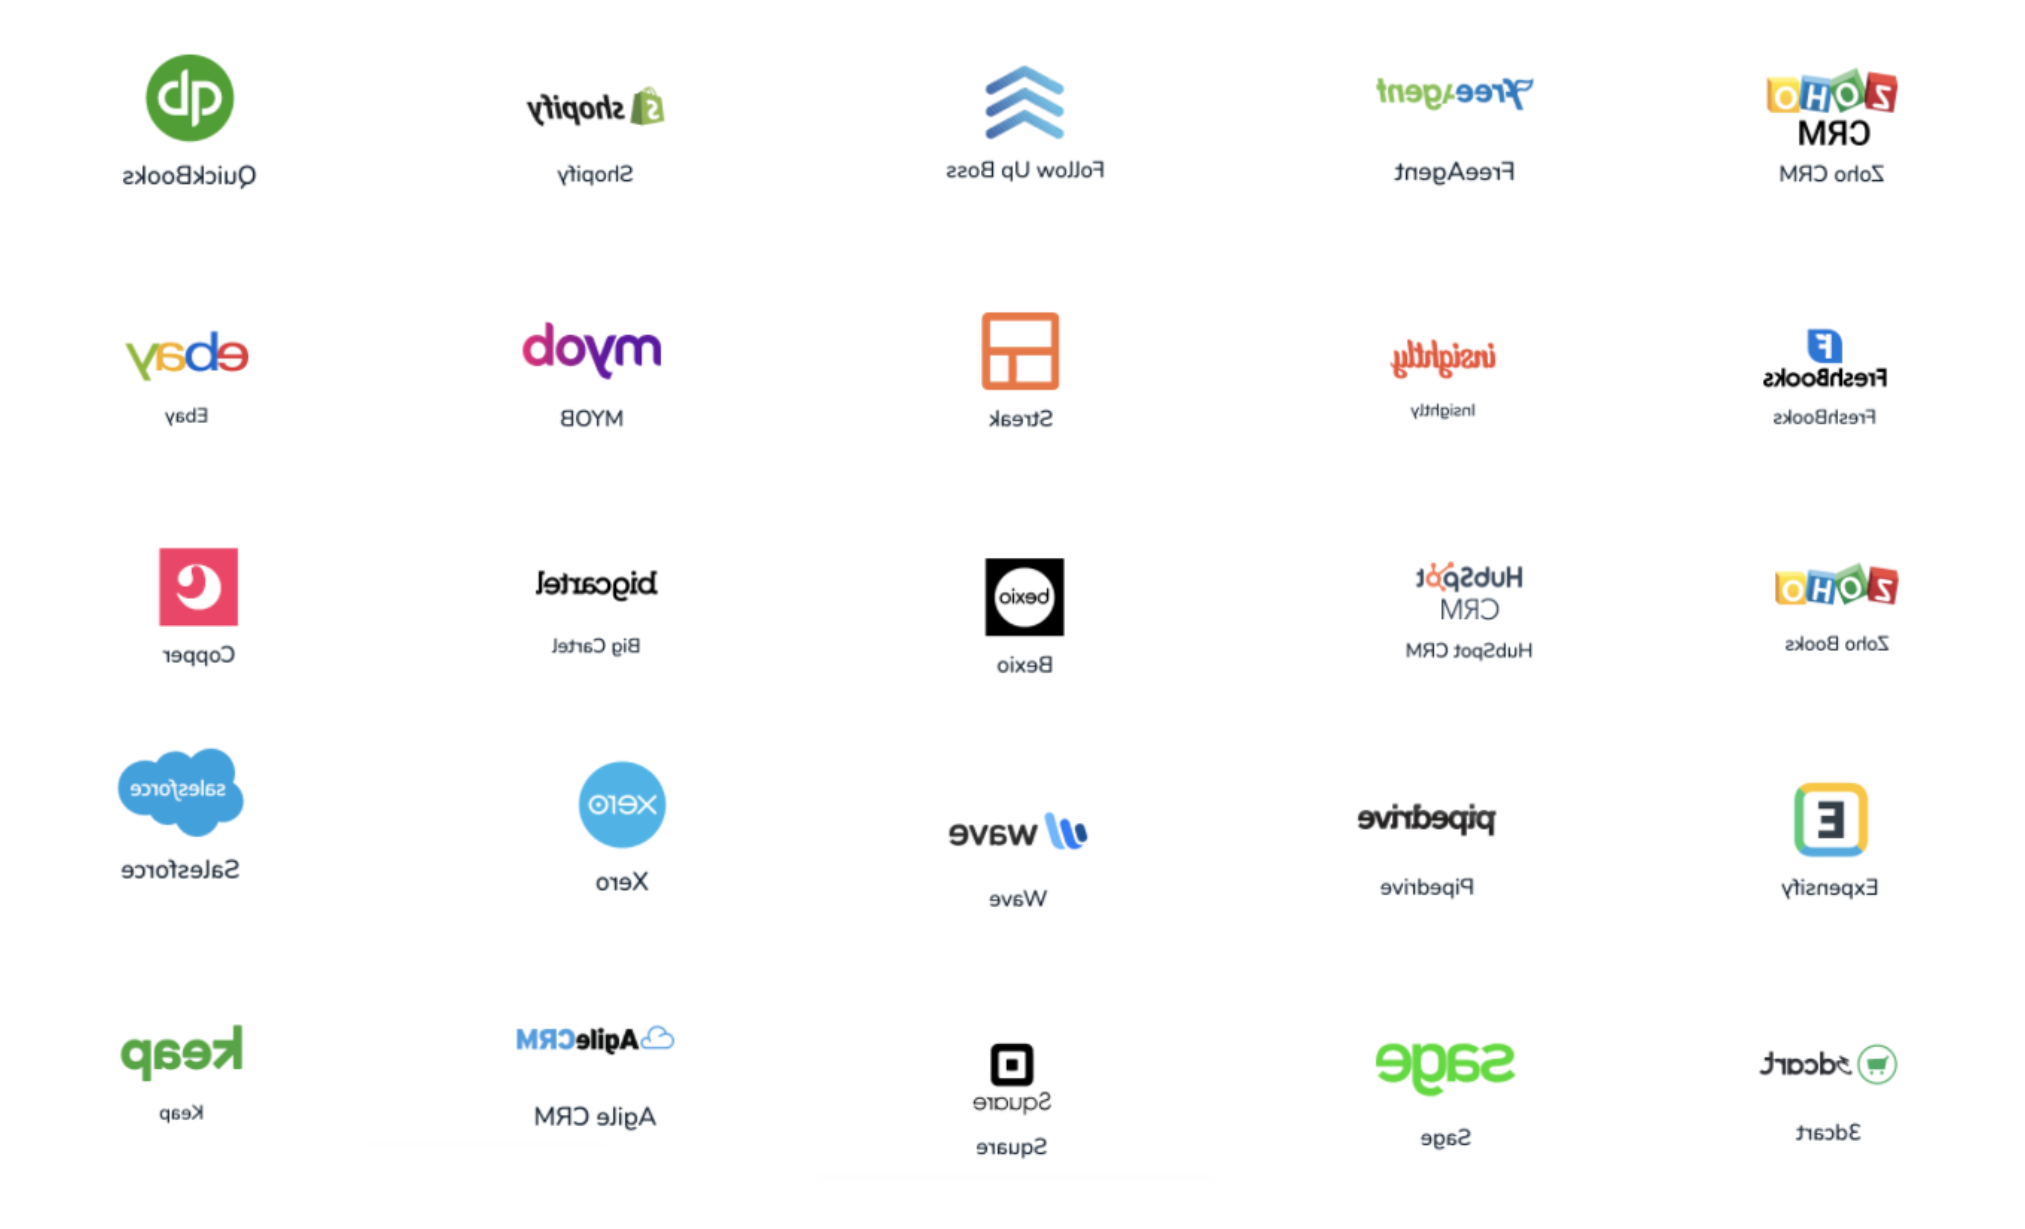 ZOHO
CRM
Zoho CRM
freeagent
FreeAgent
Follow Up Boss
shopify
Shopify
qb
QuickBooks
F
FreshBooks
FreshBooks
insightly
Insightly
Streak
myob
MYOB
ebay
Ebay
ZOHO
Zoho Books
HubSpot
CRM
HubSpot CRM
bexio
Bexio
bigcartel
Big Cartel
Copper
E
Expensify
pipedrive
Pipedrive
wave
Wave
xero
Xero
salesforce
Salesforce
3dcart
3dcart
sage
Sage
Square
Square
AgileCRM
Agile CRM
keap
Keap